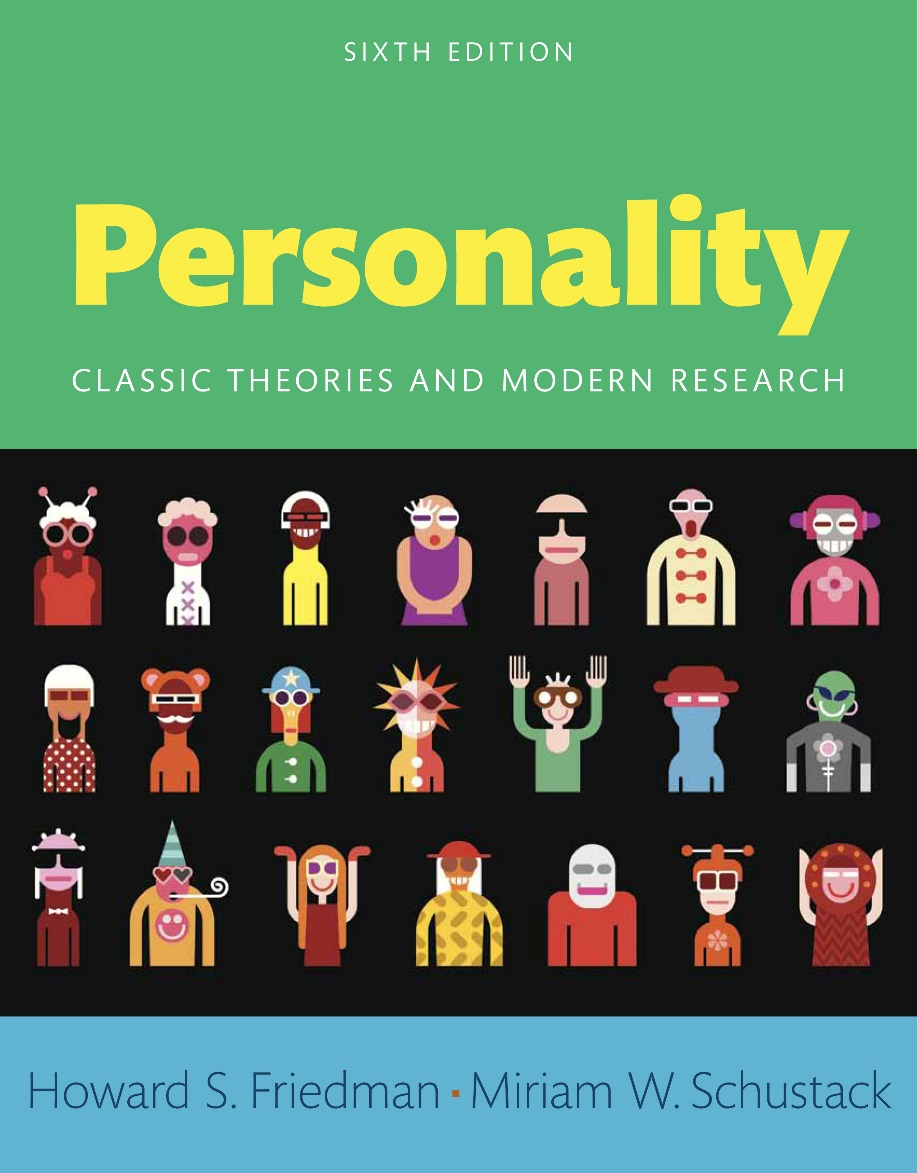 SIXTH EDITION
Personality
CLASSIC THEORIES AND MODERN RESEARCH
Howard S. Friedman ▪ Miriam W. Schustack